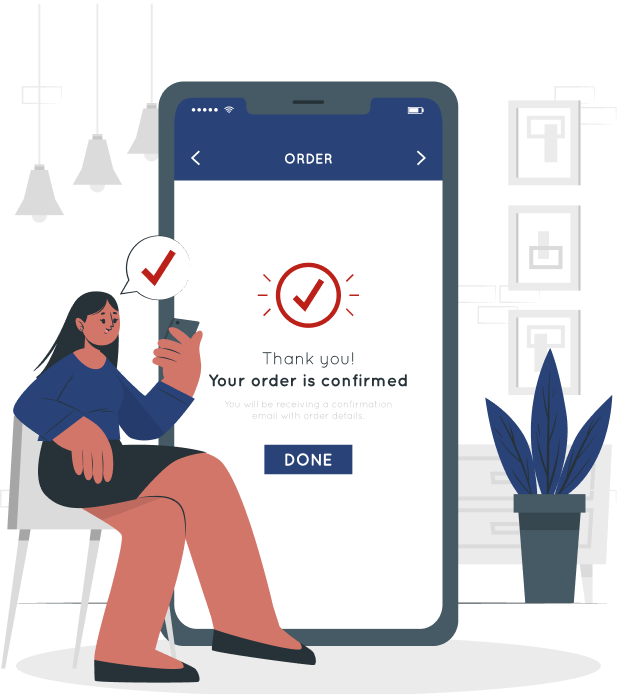 ORDER
Thank you!
Your order is confirmed
You will be receiving a confirmation
email with order details.
DONE